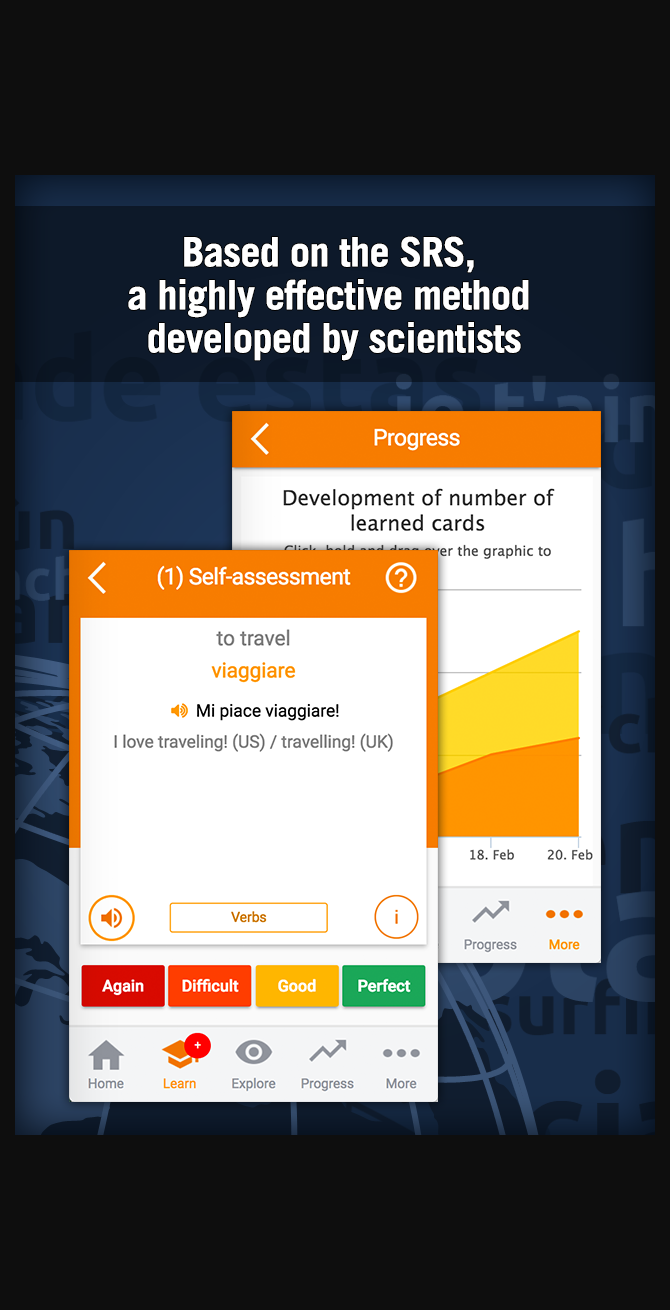 Based on the SRS,
a highly effective method
developed by scientists
Progress
Development of number of
learned cards
Click, hold and drag over the graphic to
18. Feb
20. Feb
Progress
More
(1) Self-assessment
?
to travel
viaggiare
Mi piace viaggiare!
I love traveling! (US) / travelling! (UK)
Verbs
i
Again
Difficult
Good
Perfect
+
Home
Learn
Explore
Progress
More